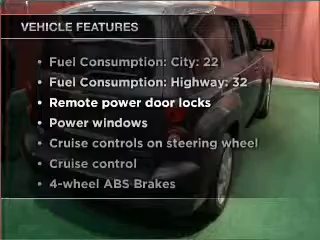 VEHICLE FEATURES
• Fuel Consumption: City: 22
• Fuel Consumption: Highway: 32
• Remote power door locks
• Power windows
• Cruise controls on steering wheel
• Cruise control
• 4-wheel ABS Brakes